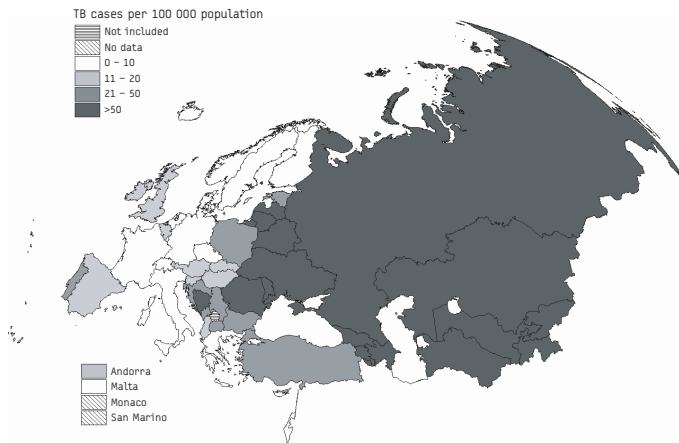 TB cases per 100 000 population
Not included
No data
0 – 10
11 – 20
21 – 50
>50
Andorra
Malta
Monaco
San Marino